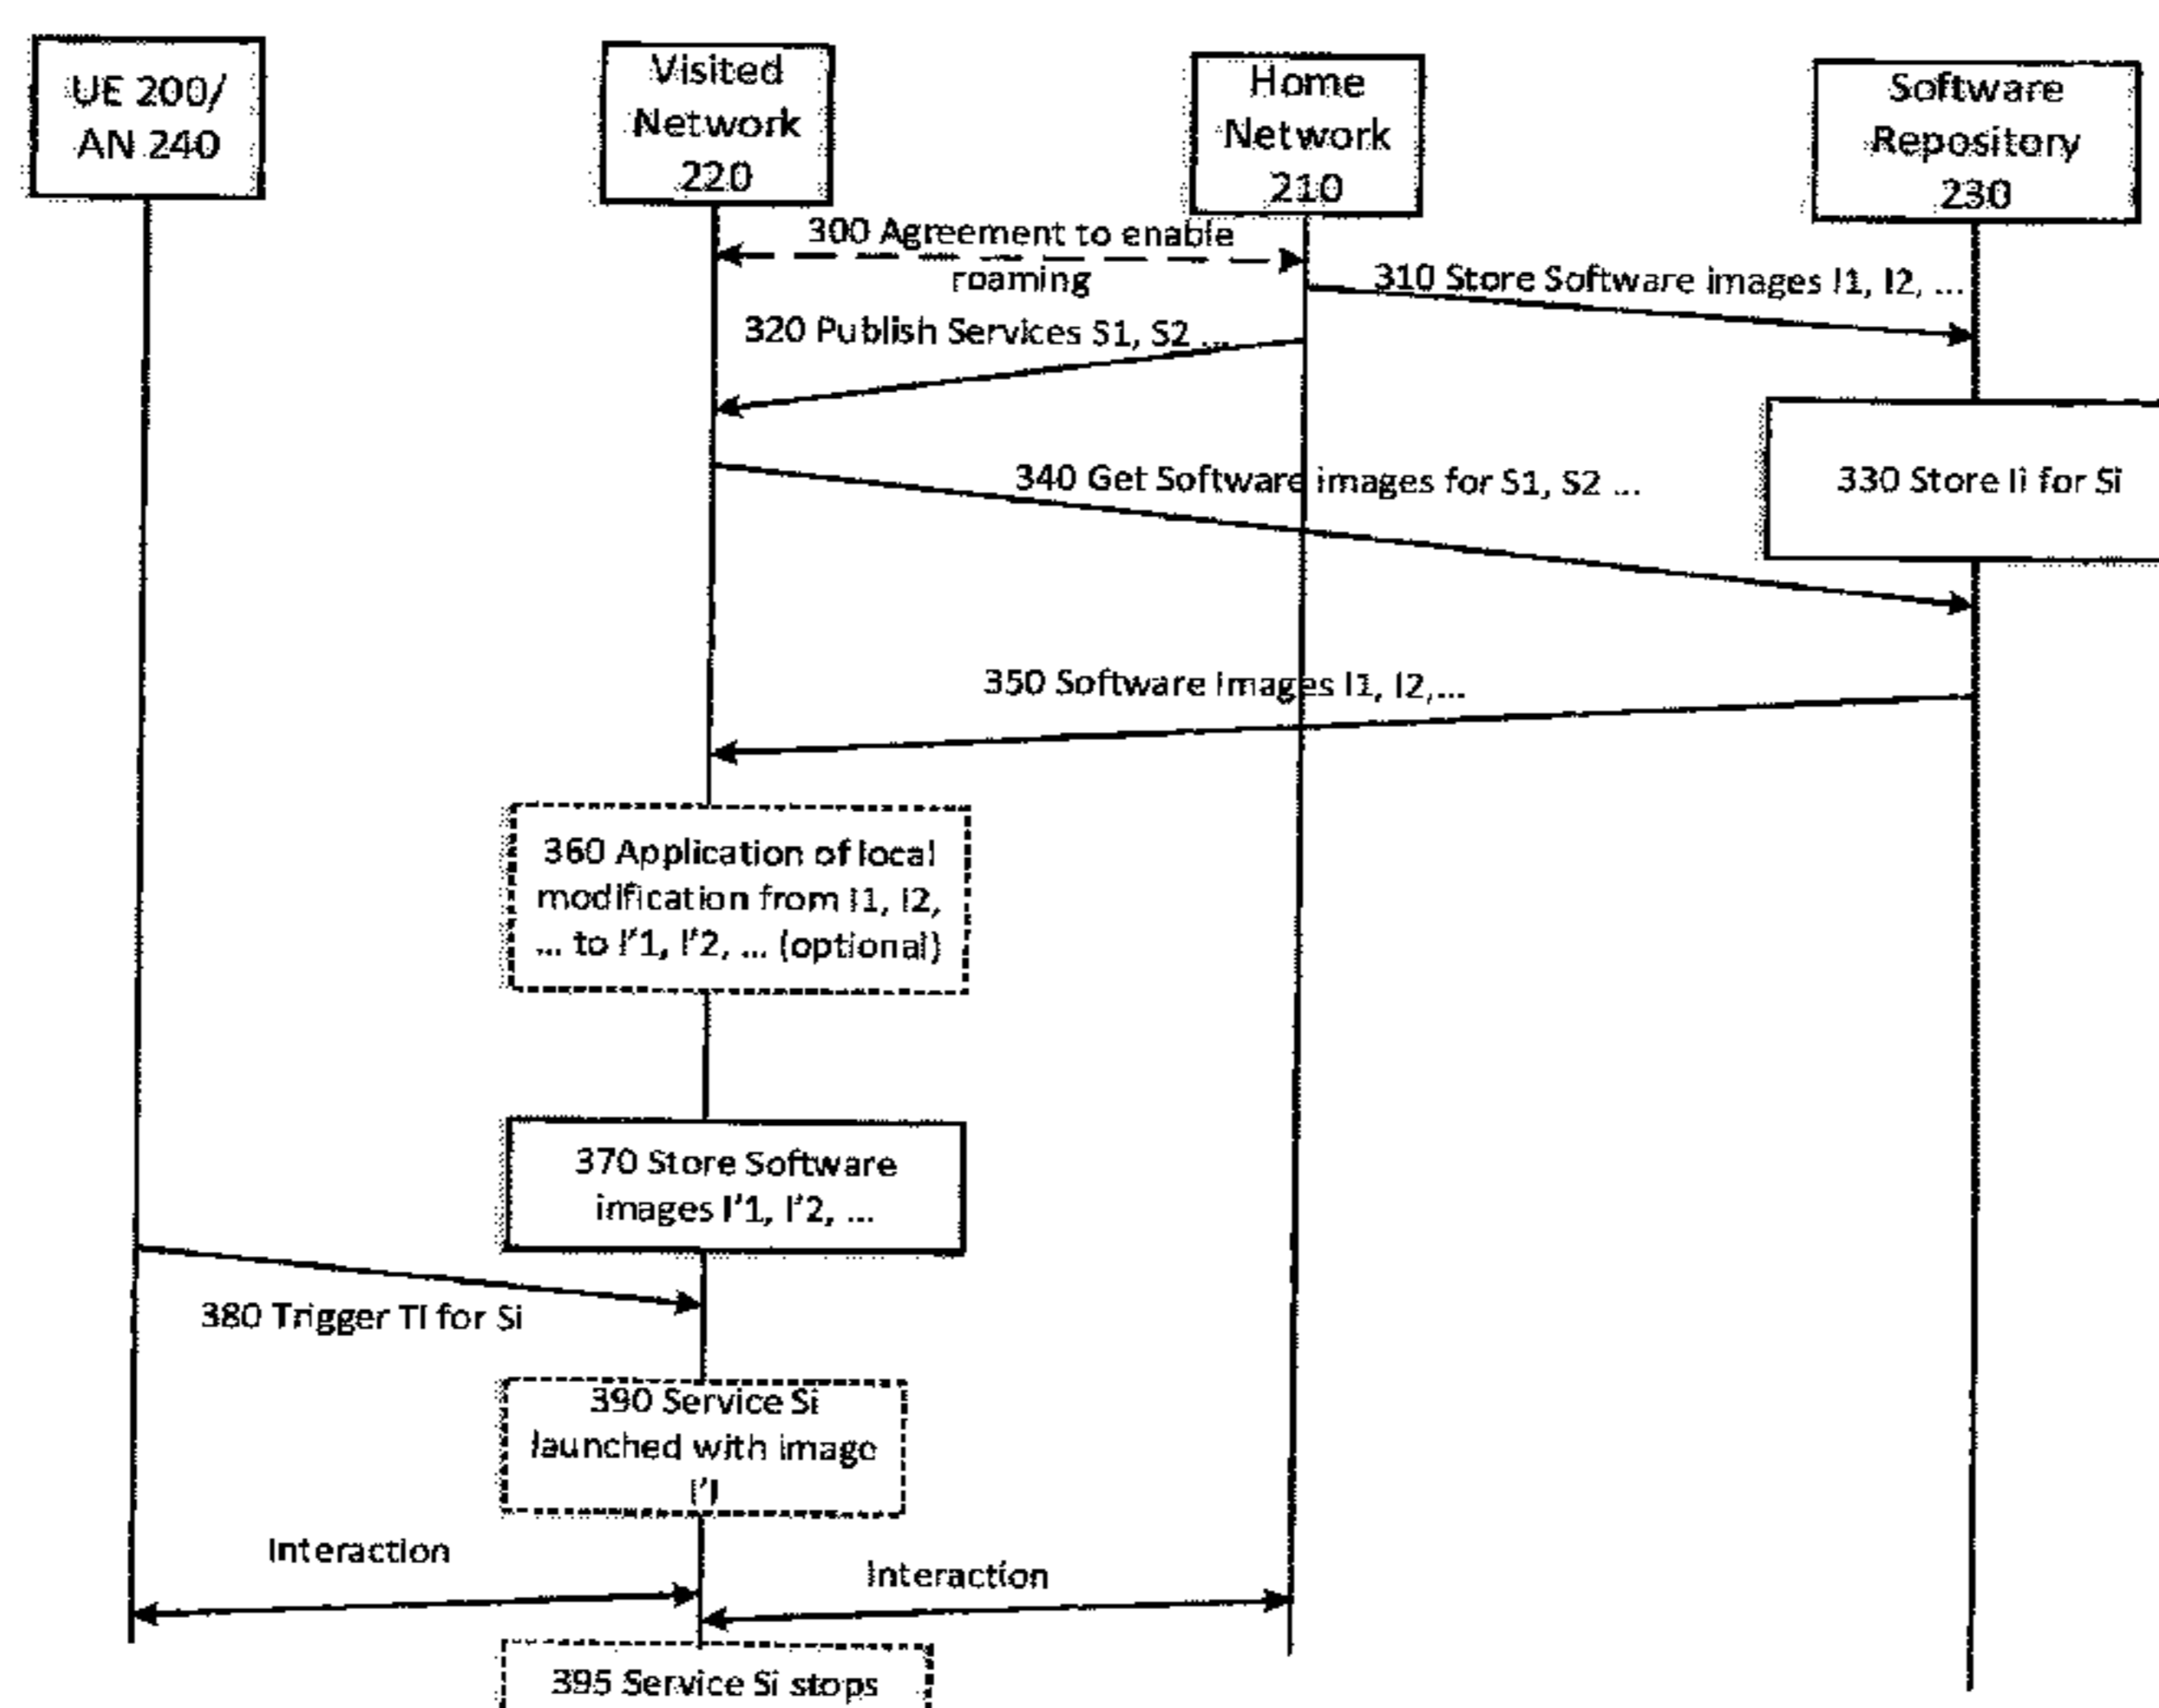 UE 200/
AN 240
Visited
Network
220
Home
Network
210
Software
Repository
230
300 Agreement to enable
roaming
310 Store Software images I1, I2, ...
320 Publish Services S1, S2 ...
330 Store Ii for Si
340 Get Software images for S1, S2 ...
350 Software Images I1, I2,...
360 Application of local
modification from I1, I2,
... to I'1, I'2, ... (optional)
370 Store Software
images I'1, I'2, ...
380 Trigger TI for Si
390 Service Si
launched with image
I'I
Interaction
Interaction
395 Service Si stops